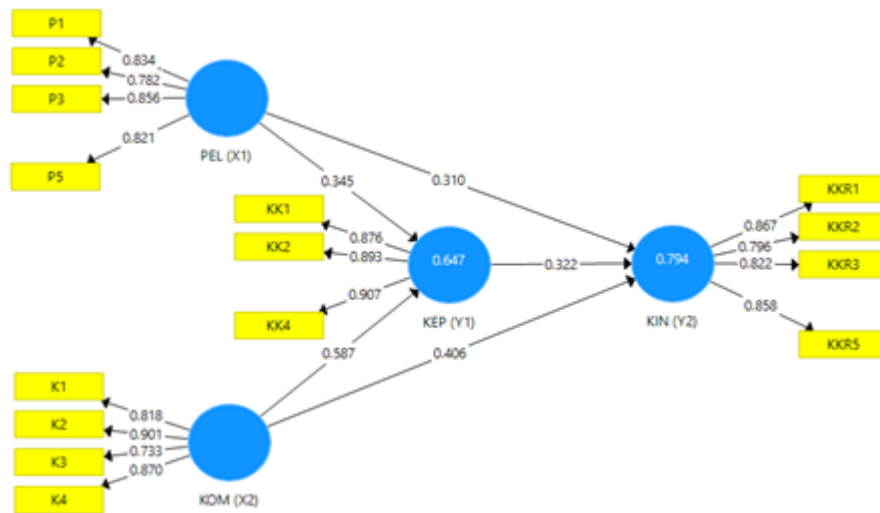 P1
P2
P3
P5
0.834
0.782
0.856
0.821
PEL (X1)
0.345
0.310
KK1
KK2
KK4
0.876
0.893
0.907
0.647
KEP (Y1)
0.322
0.794
KIN (Y2)
KKR1
KKR2
KKR3
KKR5
0.867
0.796
0.822
0.858
0.587
0.406
K1
K2
K3
K4
0.818
0.901
0.733
0.870
KOM (X2)